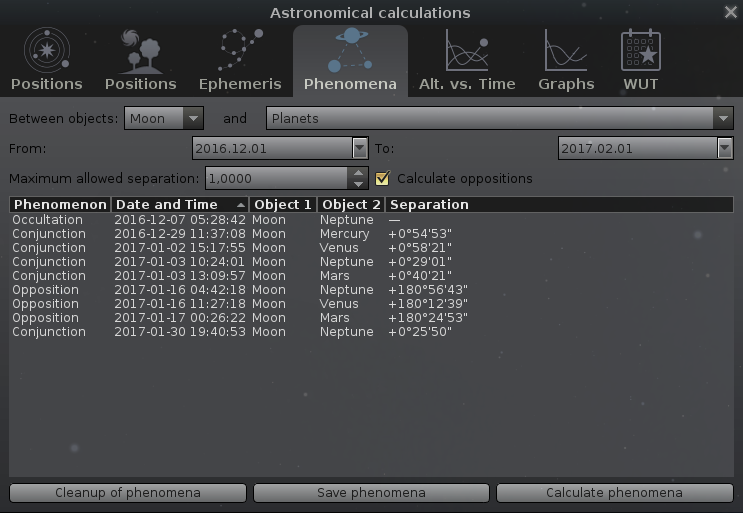 Astronomical calculations
Positions Positions Ephemeris Phenomena Alt. vs. Time Graphs WUT
Between objects: Moon and Planets
From: 2016.12.01 To: 2017.02.01
Maximum allowed separation: 1,0000 Calculate oppositions
Phenomenon Date and Time Object 1 Object 2 Separation
Occultation 2016-12-07 05:28:42 Moon Neptune —
Conjunction 2016-12-29 11:37:08 Moon Mercury +0°54'53"
Conjunction 2017-01-02 15:17:55 Moon Venus +0°58'21"
Conjunction 2017-01-03 10:24:01 Moon Neptune +0°29'01"
Conjunction 2017-01-03 13:09:57 Moon Mars +0°40'21"
Opposition 2017-01-16 04:42:18 Moon Neptune +180°56'43"
Opposition 2017-01-16 11:27:18 Moon Venus +180°12'39"
Opposition 2017-01-17 00:26:22 Moon Mars +180°24'53"
Conjunction 2017-01-30 19:40:53 Moon Neptune +0°25'50"
Cleanup of phenomena Save phenomena Calculate phenomena